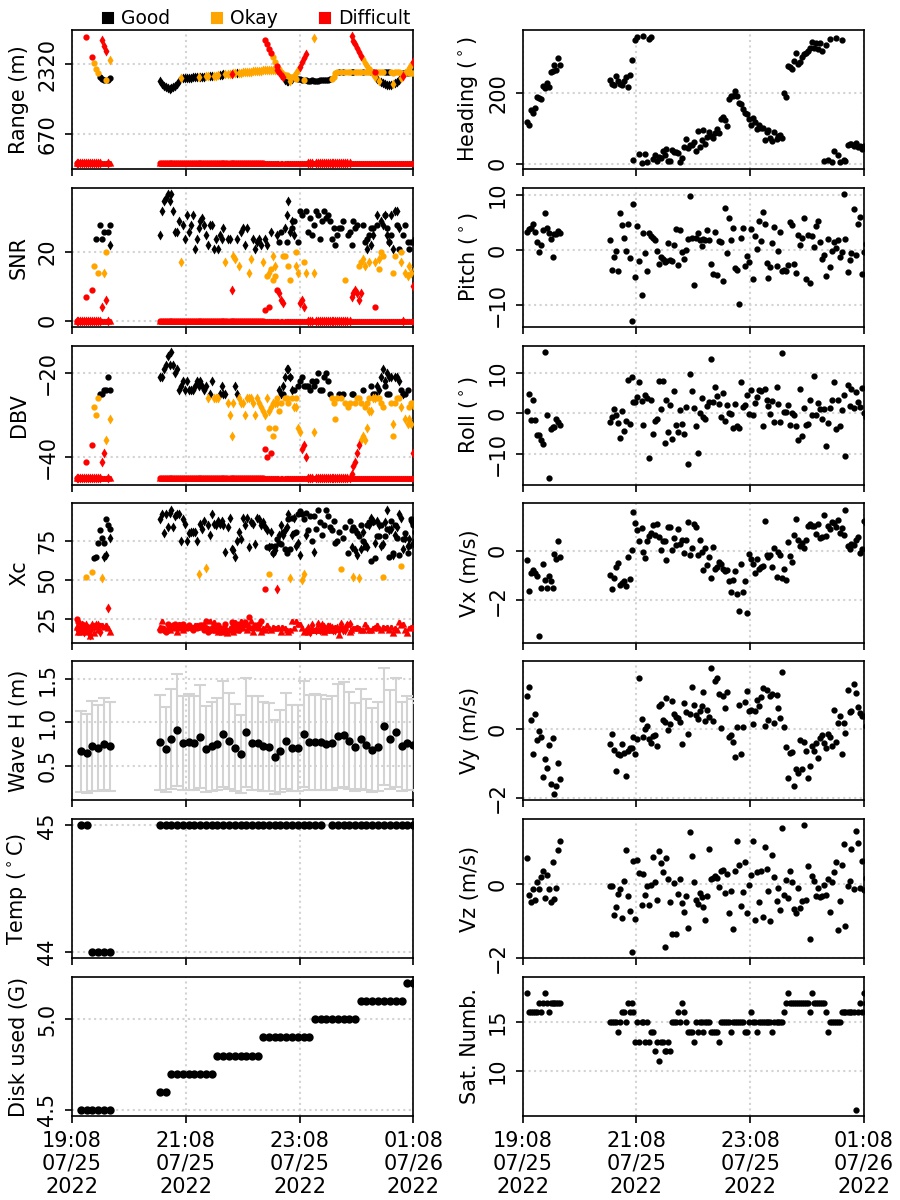 Good Okay Difficult
Range (m)
2330
670
Heading (°)
200
0
SNR
20
0
Pitch (°)
10
0
−10
DBV
−20
−40
Roll (°)
10
0
−10
Xc
75
50
25
Vx (m/s)
0
−2
Wave H (m)
1.5
1.0
0.5
Vy (m/s)
0
−2
Temp (°C)
45
44
Vz (m/s)
0
−2
Disk used (G)
5.0
4.5
Sat. Numb.
15
10
19:08 21:08 23:08 01:08
07/25 07/25 07/25 07/26
2022 2022 2022 2022
19:08 21:08 23:08 01:08
07/25 07/25 07/25 07/26
2022 2022 2022 2022